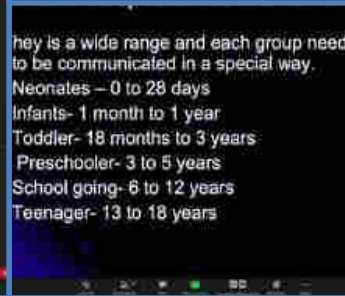 hey is a wide range and each group need
to be communicated in a special way.
Neonates – 0 to 28 days
Infants- 1 month to 1 year
Toddler- 18 months to 3 years
Preschooler- 3 to 5 years
School going- 6 to 12 years
Teenager- 13 to 18 years